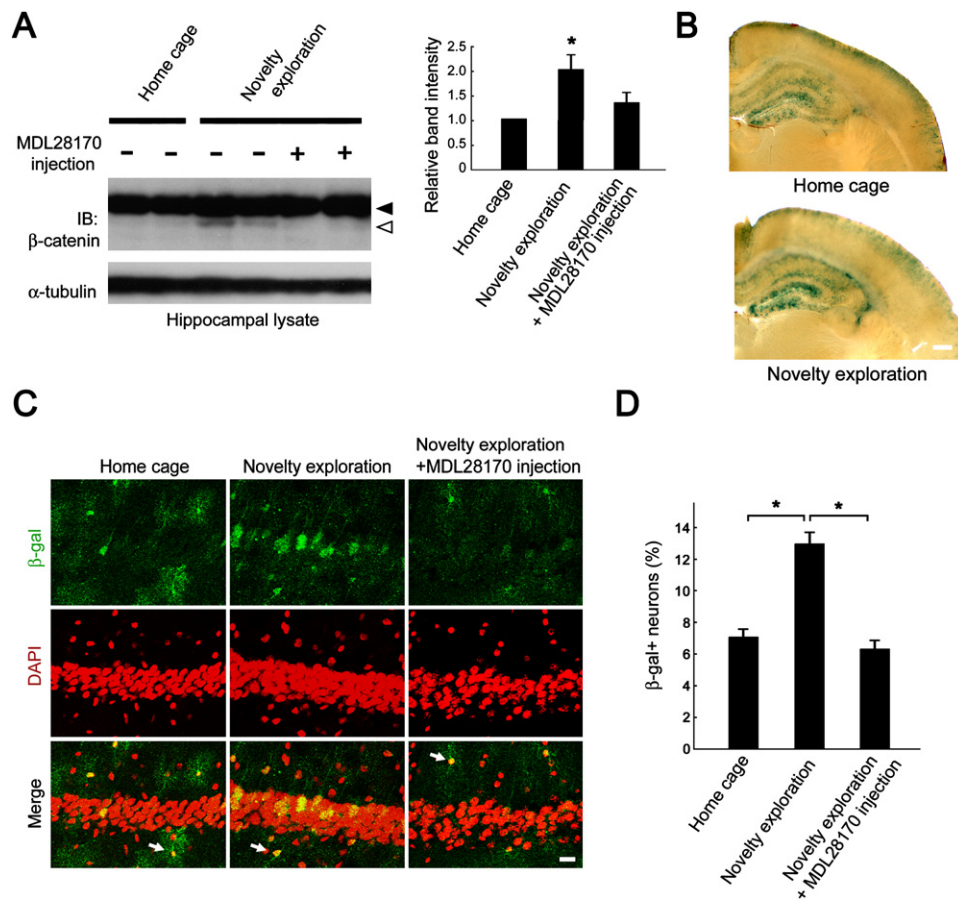 A
Home cage
Novelty
exploration
MDL28170
injection
– – – – + +
IB:
β-catenin
α-tubulin
Hippocampal lysate
Relative band intensity
2.5
2.0
1.5
1.0
0.5
0
*
Home cage
Novelty exploration
Novelty exploration
+ MDL28170 injection
B
Home cage
Novelty exploration
C
Home cage
Novelty exploration
Novelty exploration
+MDL28170 injection
β-gal
DAPI
Merge
D
β-gal+ neurons (%)
14
12
10
8
6
4
2
0
* *
Home cage
Novelty exploration
Novelty exploration
+ MDL28170 injection